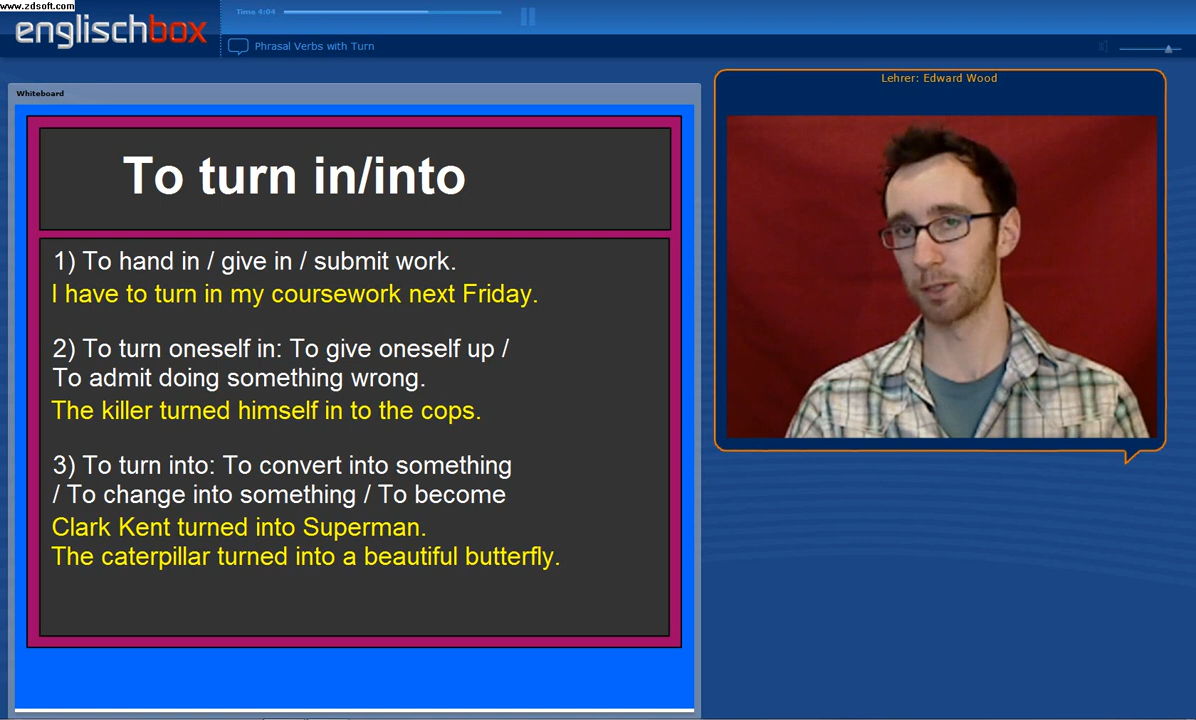 www.zdsoft.com
englischbox
Time 4:04
Phrasal Verbs with Turn
Whiteboard
To turn in/into
1) To hand in / give in / submit work.
I have to turn in my coursework next Friday.
2) To turn oneself in: To give oneself up /
To admit doing something wrong.
The killer turned himself in to the cops.
3) To turn into: To convert into something
/ To change into something / To become
Clark Kent turned into Superman.
The caterpillar turned into a beautiful butterfly.
Lehrer: Edward Wood